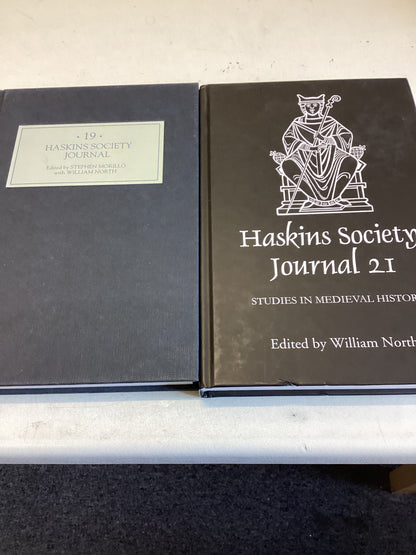 · 19 ·
HASKINS SOCIETY
JOURNAL
Edited by STEPHEN MORILLO
with WILLIAM NORTH
Haskins Society
Journal 21
STUDIES IN MEDIEVAL HISTOR
Edited by William North